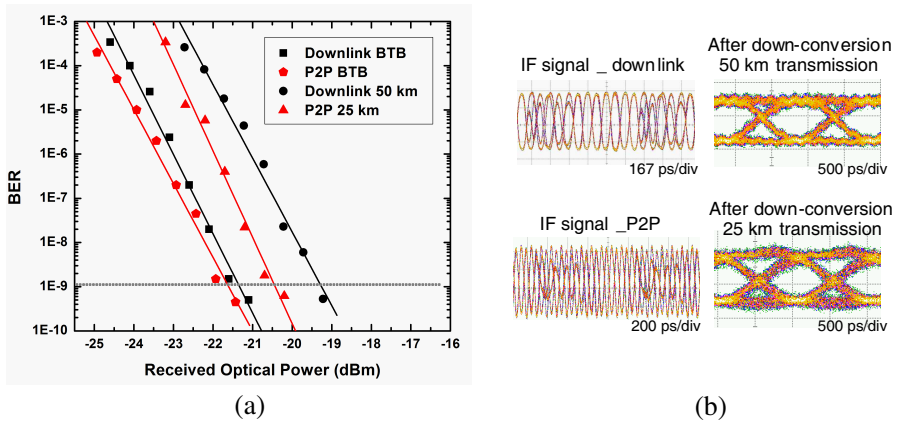 1E-3
1E-4
1E-5
1E-6
1E-7
1E-8
1E-9
1E-10
BER
Downlink BTB
P2P BTB
Downlink 50 km
P2P 25 km
-25 -24 -23 -22 -21 -20 -19 -18 -17 -16
Received Optical Power (dBm)
(a)
IF signal _ downlink
167 ps/div
After down-conversion
50 km transmission
500 ps/div
IF signal _P2P
200 ps/div
After down-conversion
25 km transmission
500 ps/div
(b)